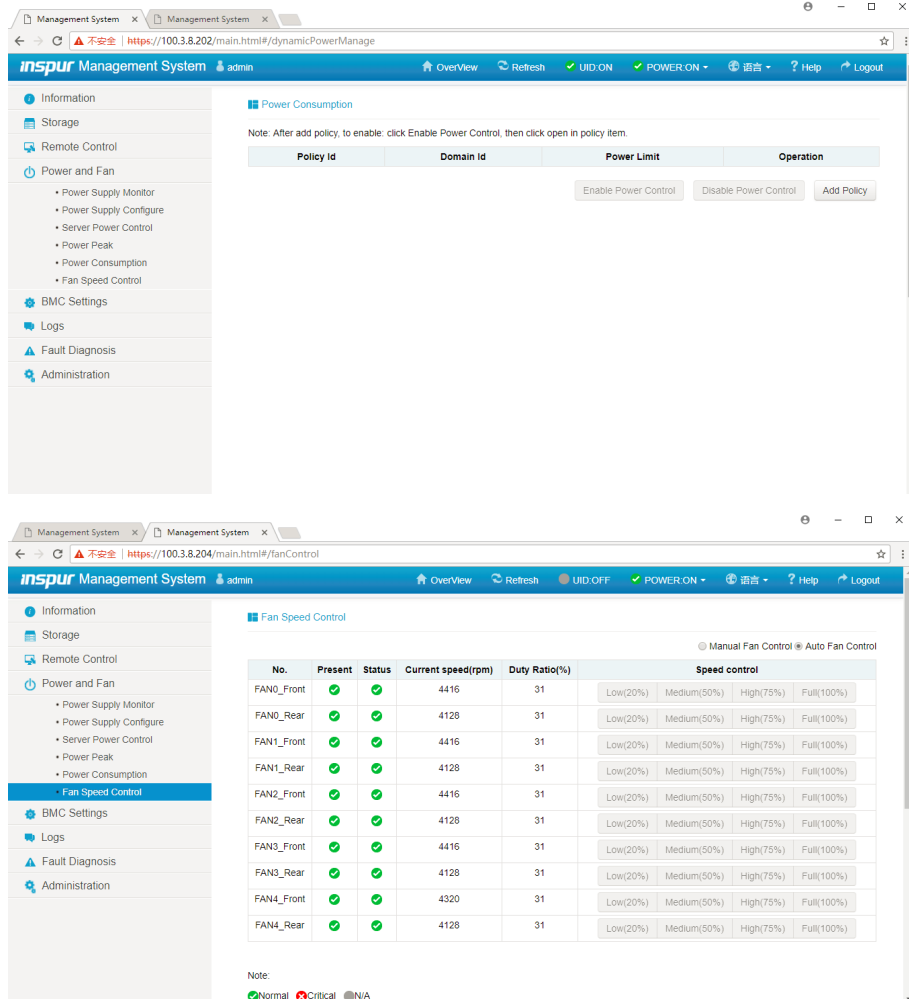 Management System × Management System ×
不安全 | https://100.3.8.202/main.html#/dynamicPowerManage
inspur Management System admin OverView Refresh UID:ON POWER:ON 语言 ? Help Logout
Information
Storage
Remote Control
Power and Fan
• Power Supply Monitor
• Power Supply Configure
• Server Power Control
• Power Peak
• Power Consumption
• Fan Speed Control
BMC Settings
Logs
Fault Diagnosis
Administration
Power Consumption
Note: After add policy, to enable: click Enable Power Control, then click open in policy item.
Policy Id Domain Id Power Limit Operation
Enable Power Control Disable Power Control Add Policy
Management System × Management System ×
不安全 | https://100.3.8.204/main.html#/fanControl
inspur Management System admin OverView Refresh UID:OFF POWER:ON 语言 ? Help Logout
Information
Storage
Remote Control
Power and Fan
• Power Supply Monitor
• Power Supply Configure
• Server Power Control
• Power Peak
• Power Consumption
• Fan Speed Control
BMC Settings
Logs
Fault Diagnosis
Administration
Fan Speed Control
Manual Fan Control Auto Fan Control
No. Present Status Current speed(rpm) Duty Ratio(%) Speed control
FAN0_Front 4416 31 Low(20%) Medium(50%) High(75%) Full(100%)
FAN0_Rear 4128 31 Low(20%) Medium(50%) High(75%) Full(100%)
FAN1_Front 4416 31 Low(20%) Medium(50%) High(75%) Full(100%)
FAN1_Rear 4128 31 Low(20%) Medium(50%) High(75%) Full(100%)
FAN2_Front 4416 31 Low(20%) Medium(50%) High(75%) Full(100%)
FAN2_Rear 4128 31 Low(20%) Medium(50%) High(75%) Full(100%)
FAN3_Front 4416 31 Low(20%) Medium(50%) High(75%) Full(100%)
FAN3_Rear 4128 31 Low(20%) Medium(50%) High(75%) Full(100%)
FAN4_Front 4320 31 Low(20%) Medium(50%) High(75%) Full(100%)
FAN4_Rear 4128 31 Low(20%) Medium(50%) High(75%) Full(100%)
Note:
Normal Critical N/A